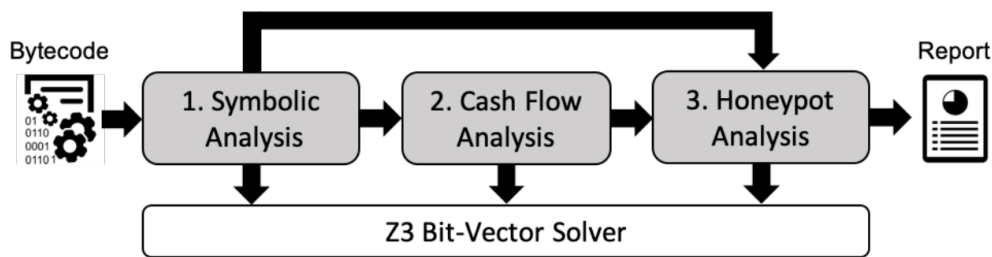 Bytecode
Report
1. Symbolic
Analysis
2. Cash Flow
Analysis
3. Honeypot
Analysis
01
0110
0001
01101
Z3 Bit-Vector Solver